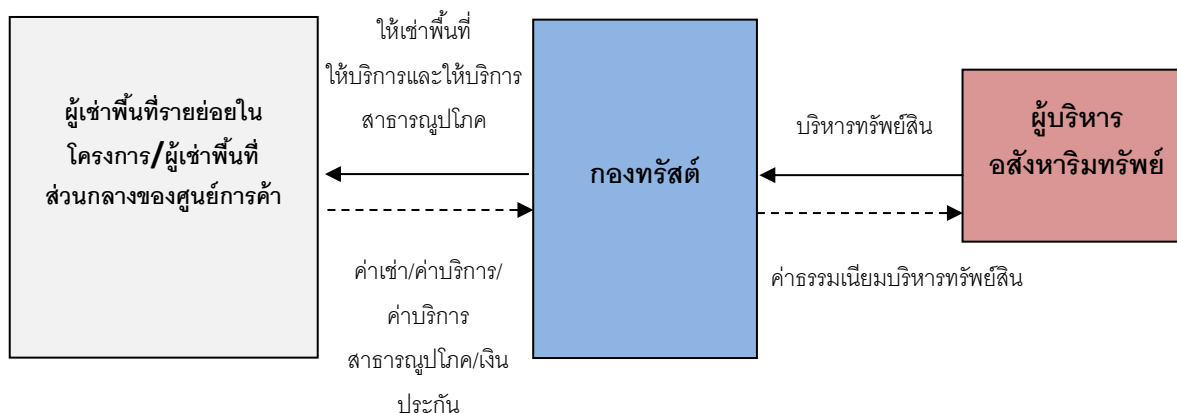 ผู้เช่าพื้นที่รายย่อยใน
โครงการ/ผู้เช่าพื้นที่
ส่วนกลางของศูนย์การค้า
ให้เช่าพื้นที่
ให้บริการและให้บริการ
สาธารณูปโภค
ค่าเช่า/ค่าบริการ/
ค่าบริการ
สาธารณูปโภค/เงิน
ประกัน
กองทรัสต์
บริหารทรัพย์สิน
ค่าธรรมเนียมบริหารทรัพย์สิน
ผู้บริหาร
อสังหาริมทรัพย์